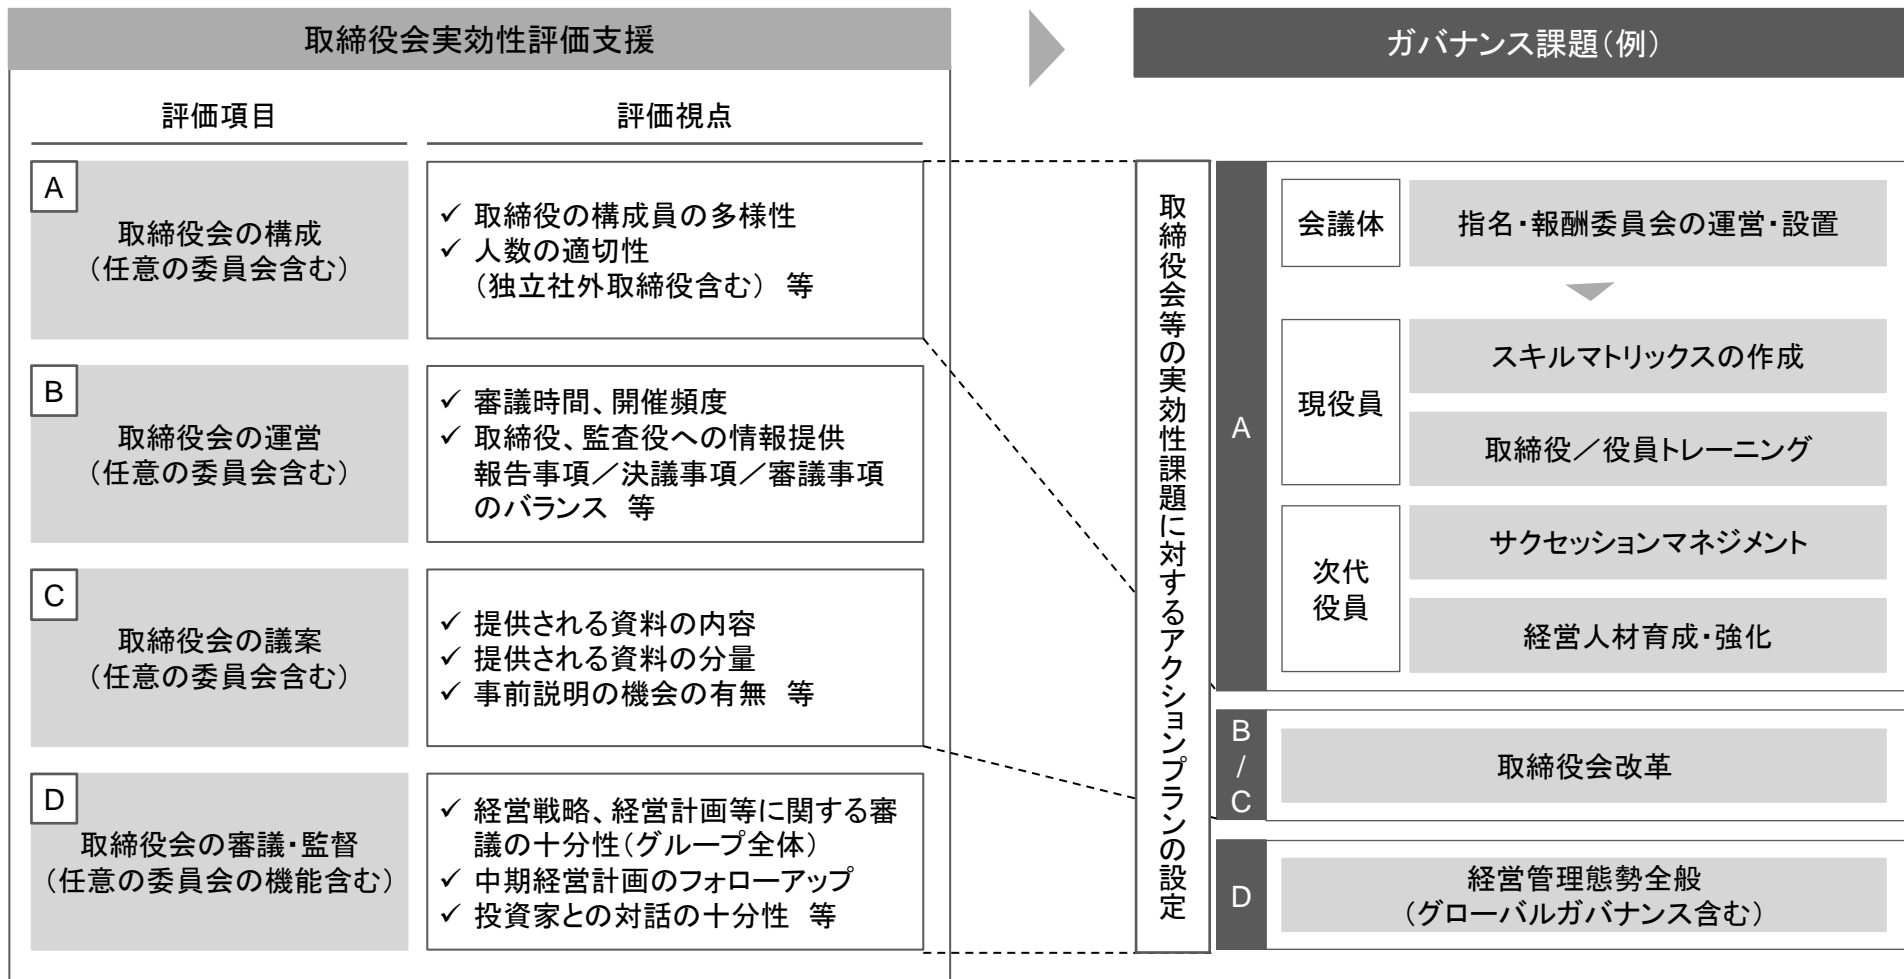 取締役会実効性評価支援
評価項目
評価視点
A
取締役会の構成
（任意の委員会含む）
✓ 取締役の構成員の多様性
✓ 人数の適切性
（独立社外取締役含む） 等
B
取締役会の運営
（任意の委員会含む）
✓ 審議時間、開催頻度
✓ 取締役、監査役への情報提供
報告事項／決議事項／審議事項
のバランス 等
C
取締役会の議案
（任意の委員会含む）
✓ 提供される資料の内容
✓ 提供される資料の分量
✓ 事前説明の機会の有無 等
D
取締役会の審議・監督
（任意の委員会の機能含む）
✓ 経営戦略、経営計画等に関する審
議の十分性（グループ全体）
✓ 中期経営計画のフォローアップ
✓ 投資家との対話の十分性 等
ガバナンス課題（例）
取締役会等の実効性課題に対するアクションプランの設定
A
会議体
指名・報酬委員会の運営・設置
現役員
スキルマトリックスの作成
取締役／役員トレーニング
次代
役員
サクセッションマネジメント
経営人材育成・強化
B
/
C
取締役会改革
D
経営管理態勢全般
（グローバルガバナンス含む）